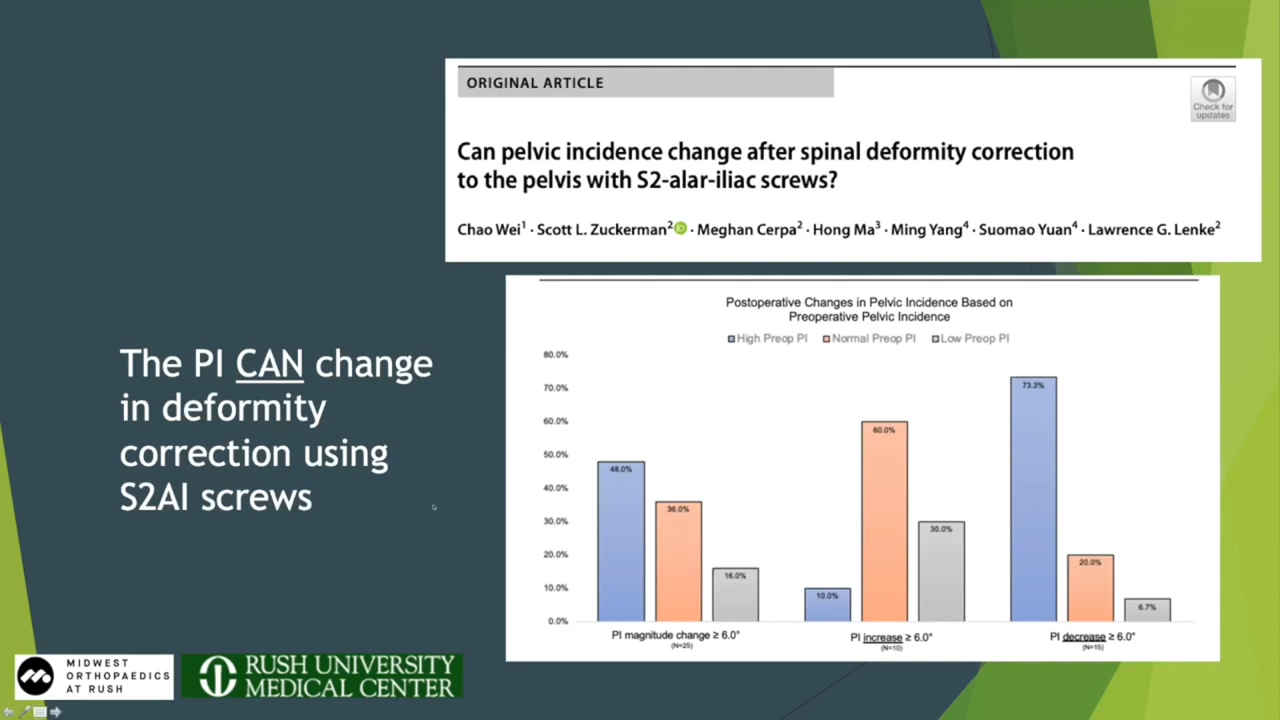 ORIGINAL ARTICLE
Check for
updates
Can pelvic incidence change after spinal deformity correction
to the pelvis with S2-alar-iliac screws?
Chao Wei1 · Scott L. Zuckerman2 iD · Meghan Cerpa2 · Hong Ma3 · Ming Yang4 · Suomao Yuan4 · Lawrence G. Lenke2
The PI CAN change
in deformity
correction using
S2AI screws
Postoperative Changes in Pelvic Incidence Based on
Preoperative Pelvic Incidence
High Preop PI Normal Preop PI Low Preop PI
80.0%
70.0%
60.0%
50.0%
40.0%
30.0%
20.0%
10.0%
0.0%
48.0%
36.0%
16.0%
10.0%
60.0%
30.0%
73.3%
20.0%
6.7%
PI magnitude change ≥ 6.0°
(N=25)
PI increase ≥ 6.0°
(N=10)
PI decrease ≥ 6.0°
(N=15)
MIDWEST
ORTHOPAEDICS
AT RUSH
RUSH UNIVERSITY
MEDICAL CENTER